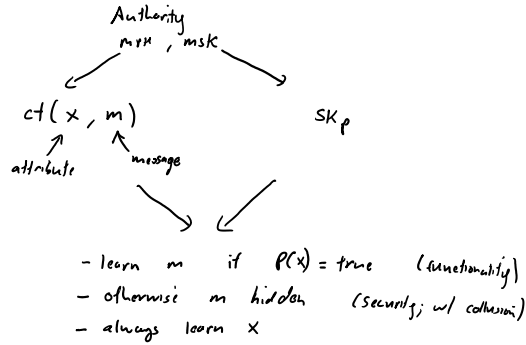 Authority
mpk, msk
ct(x, m)
SK_P
attribute
message
- learn m if P(x) = true (functionality)
- otherwise m hidden (security; w/ collusion)
- always learn x